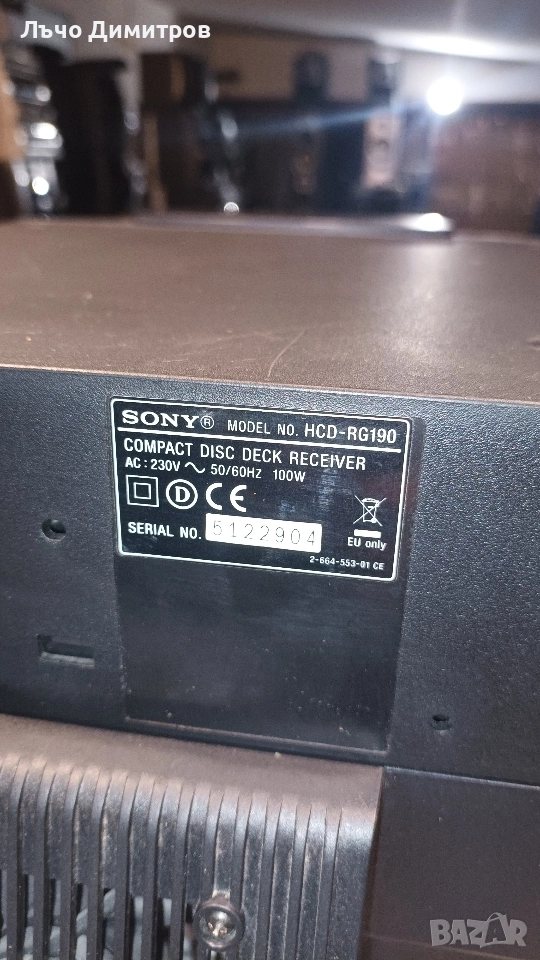 Лъчо Димитров
SONY® MODEL NO. HCD-RG190
COMPACT DISC DECK RECEIVER
AC: 230V ~ 50/60HZ 100W
D CE
SERIAL NO. 5122904
EU only
2-664-553-01 CE
BAZAR